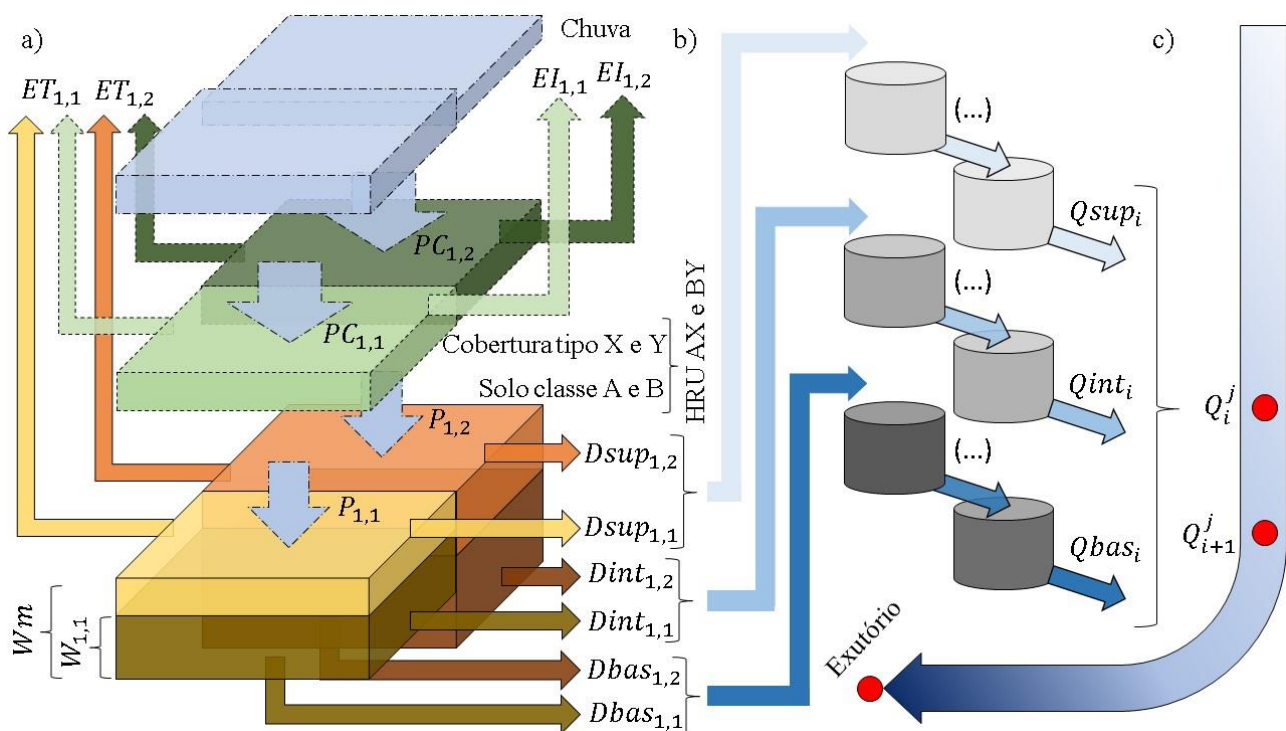 a)
Chuva
b)
c)
ET1,1
ET1,2
EI1,1
EI1,2
(...)
Qsupi
PC1,2
PC1,1
Cobertura tipo X e Y
Solo classe A e B
HRU AX e BY
(...)
Qinti
P1,2
P1,1
Dsup1,2
Dsup1,1
Dint1,2
Dint1,1
Dbas1,2
Dbas1,1
Wm
W1,1
(...)
Qbasi
Qij
Qi+1j
Exutório